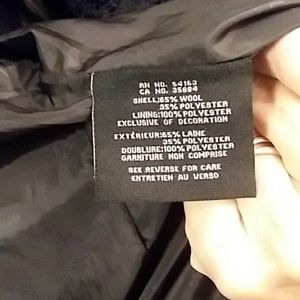 RN NO. 54163
CA NO. 35884
SHELL:65% WOOL
35% POLYESTER
LINING:100% POLYESTER
EXCLUSIVE OF DECORATION
EXTÉRIEUR:65% LAINE
35% POLYESTER
DOUBLURE:100% POLYESTER
GARNITURE NON COMPRISE
SEE REVERSE FOR CARE
ENTRETIEN AU VERSO